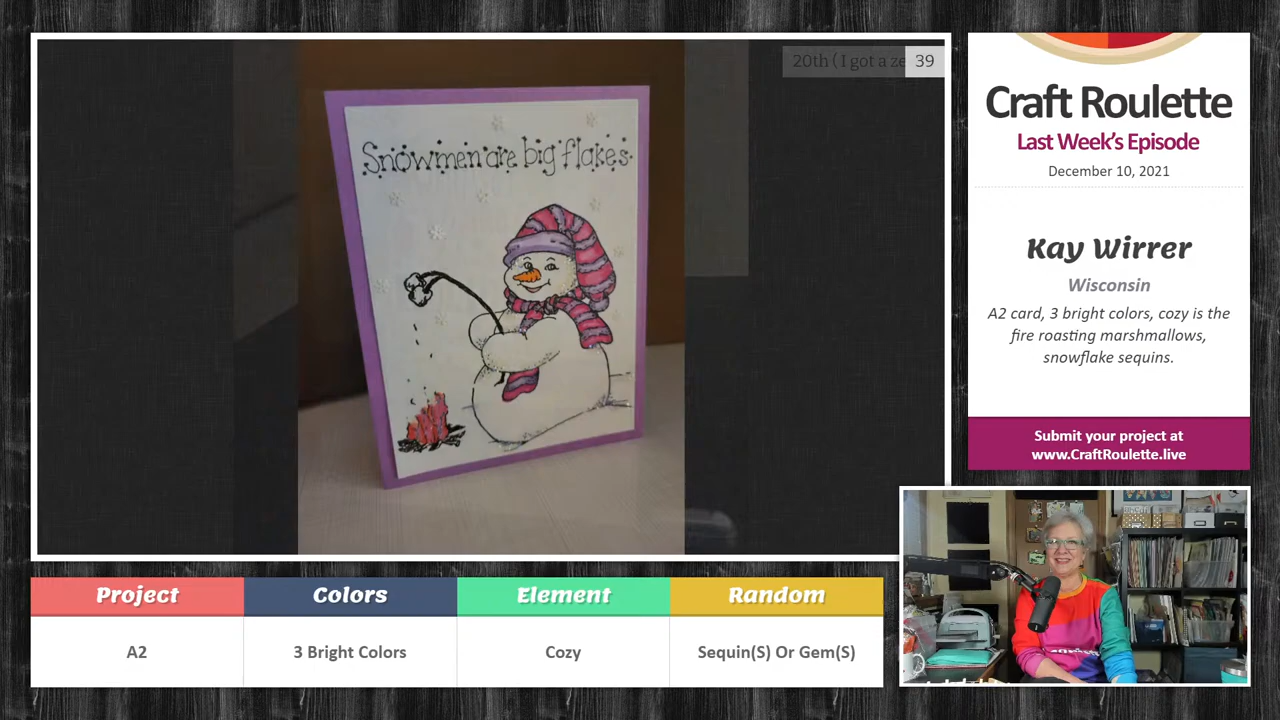 20th ( I got a ze
39
Snowmen are big flakes
Craft Roulette
Last Week's Episode
December 10, 2021
Kay Wirrer
Wisconsin
A2 card, 3 bright colors, cozy is the
fire roasting marshmallows,
snowflake sequins.
Submit your project at
www.CraftRoulette.live
Project
Colors
Element
Random
A2
3 Bright Colors
Cozy
Sequin(S) Or Gem(S)